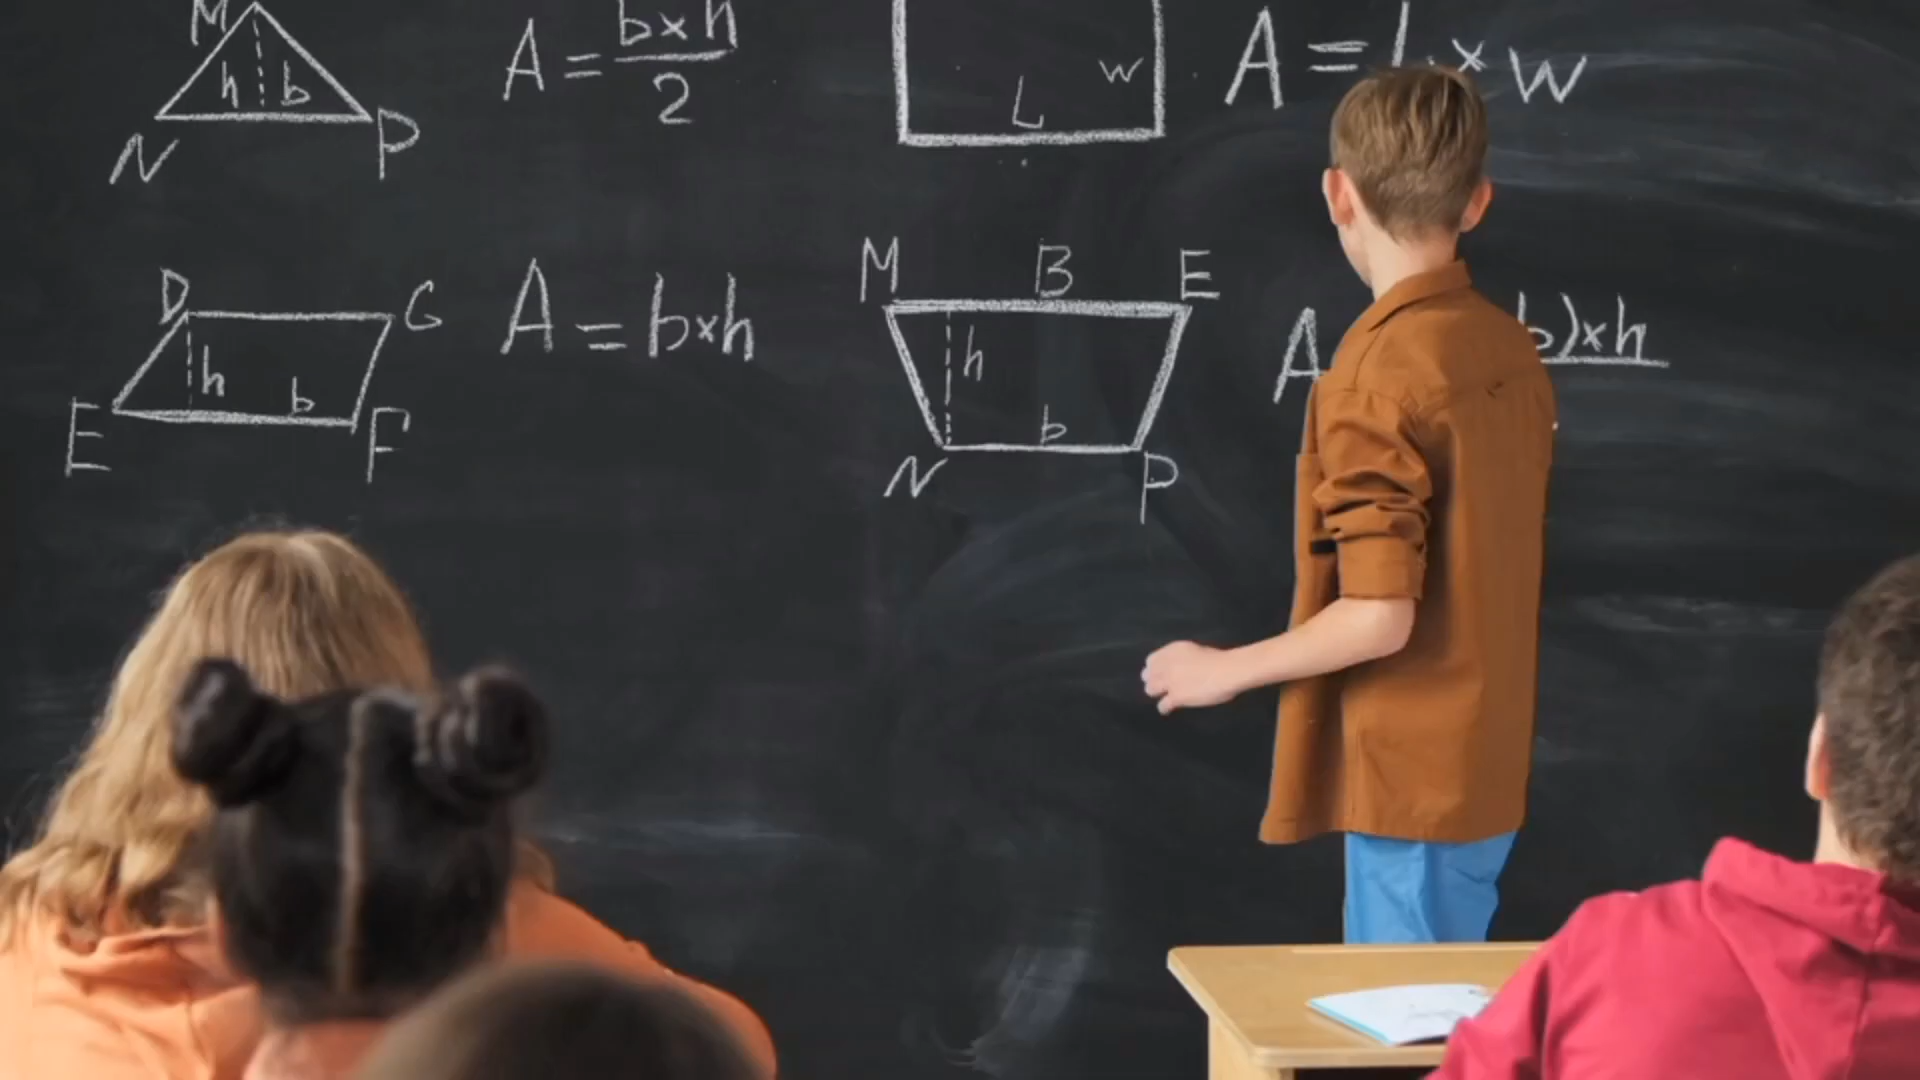 M
h b
N P
A = b×h / 2
W
L
A = L × W
D G
h
b
E F
A = b×h
M B E
h
b
N P
A b)×h